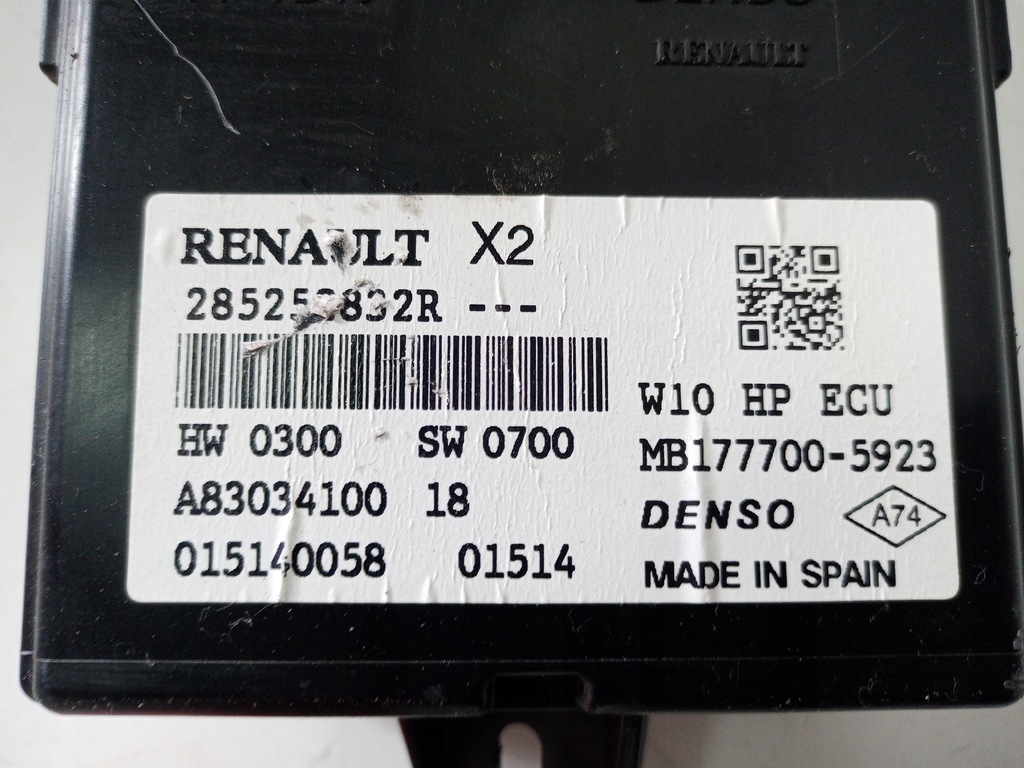 RENAULT
RENAULT X2
HW 0300 SW 0700
A83034100 18
015140058 01514
W10 HP ECU
MB177700-5923
DENSO A74
MADE IN SPAIN